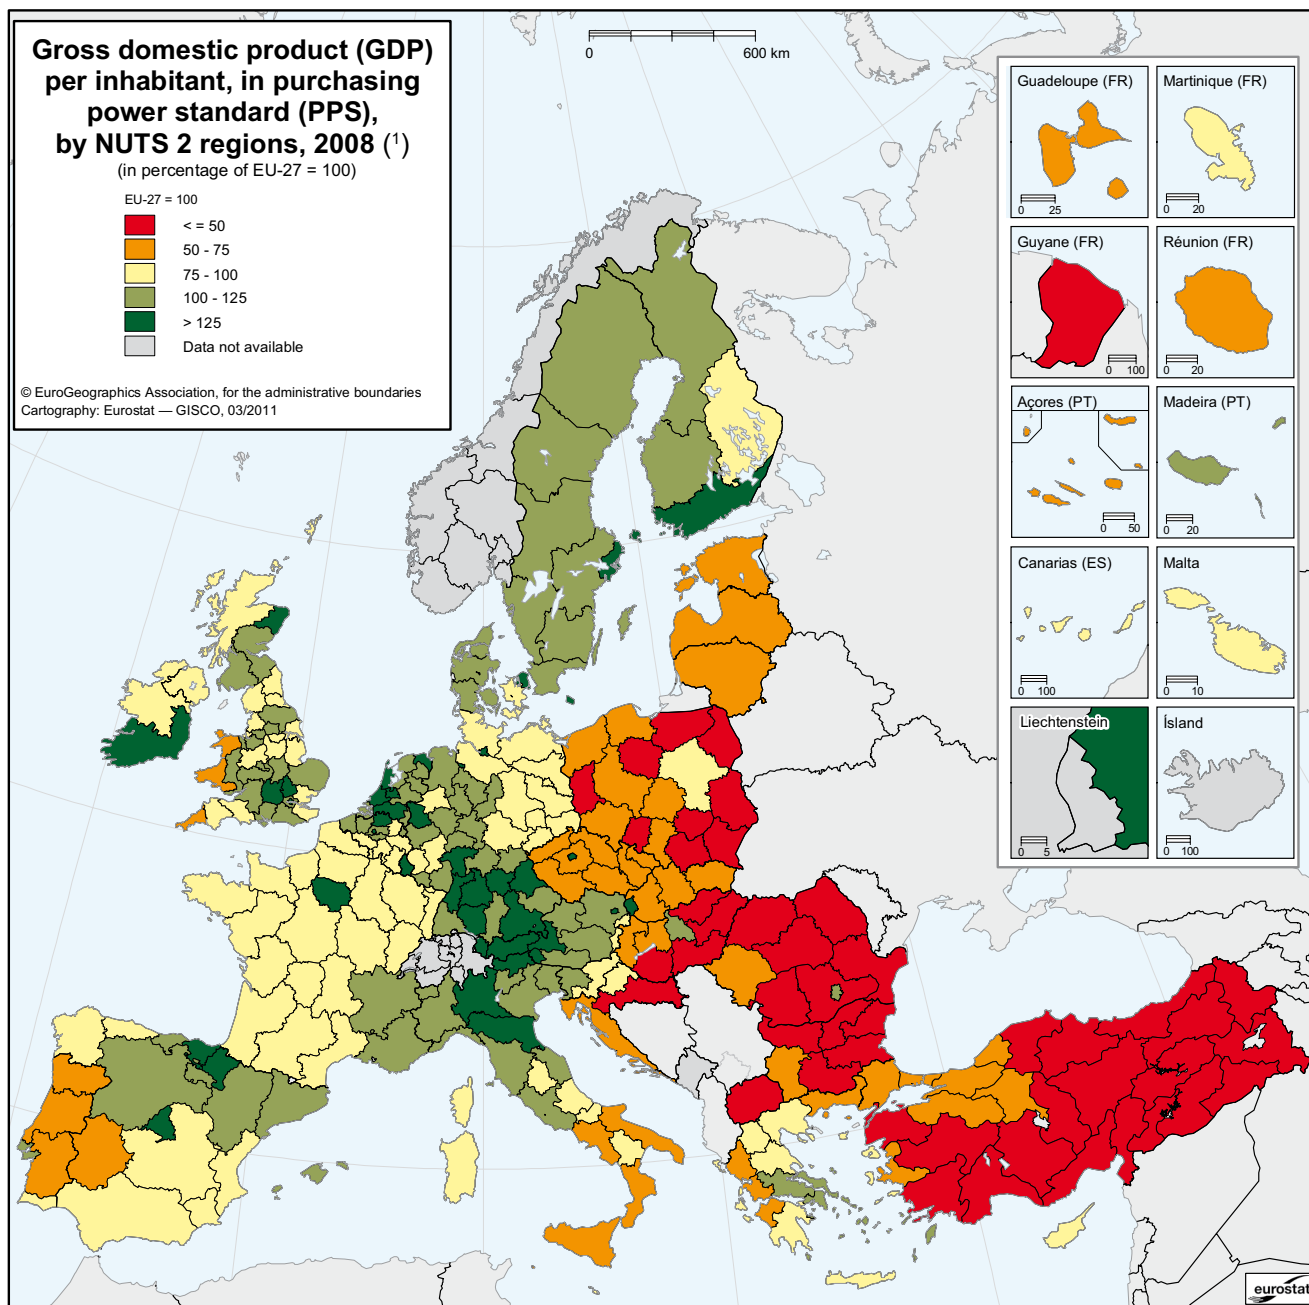 Gross domestic product (GDP)
per inhabitant, in purchasing
power standard (PPS),
by NUTS 2 regions, 2008 (¹)
(in percentage of EU-27 = 100)
EU-27 = 100
< = 50
50 - 75
75 - 100
100 - 125
> 125
Data not available
© EuroGeographics Association, for the administrative boundaries
Cartography: Eurostat — GISCO, 03/2011
0 600 km
Guadeloupe (FR)
0 25
Martinique (FR)
0 20
Guyane (FR)
0 100
Réunion (FR)
0 20
Açores (PT)
0 50
Madeira (PT)
0 20
Canarias (ES)
0 100
Malta
0 10
Liechtenstein
0 5
Ísland
0 100
eurostat